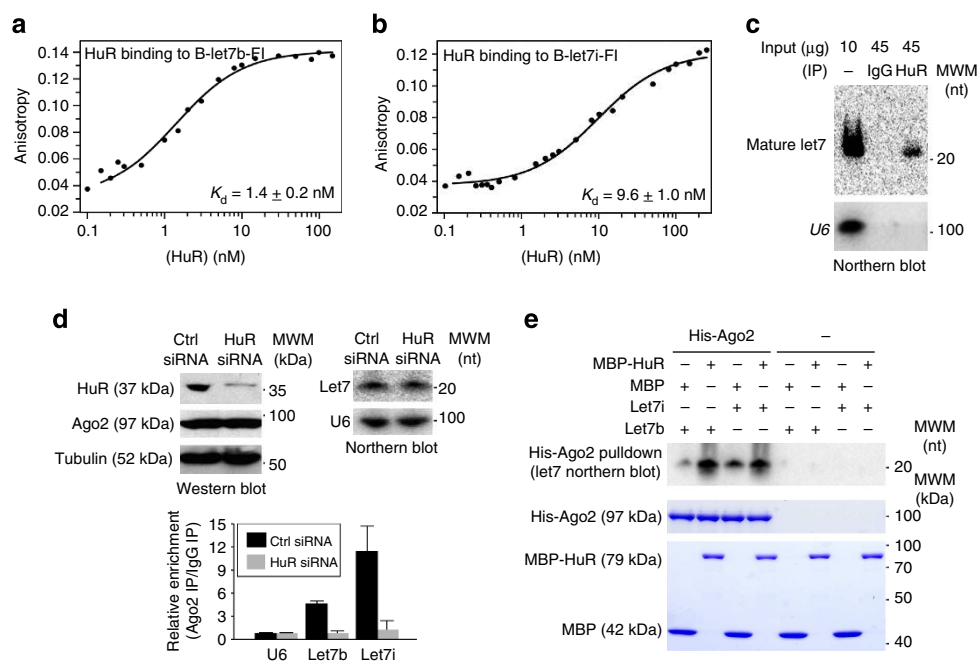 a
HuR binding to B-let7b-Fl
0.14
0.12
0.10
0.08
0.06
0.04
0.02
Anisotropy
Kd = 1.4 ± 0.2 nM
0.1 1 10 100
(HuR) (nM)
b
HuR binding to B-let7i-Fl
0.12
0.10
0.08
0.06
0.04
0.02
Anisotropy
Kd = 9.6 ± 1.0 nM
0.1 1 10 100
(HuR) (nM)
c
Input (μg) 10 45 45
(IP) – IgG HuR MWM
(nt)
Mature let7
20
U6
100
Northern blot
d
Ctrl siRNA HuR siRNA MWM (kDa)
HuR (37 kDa) 35
Ago2 (97 kDa) 100
Tubulin (52 kDa) 50
Western blot
Ctrl siRNA HuR siRNA MWM (nt)
Let7 20
U6 100
Northern blot
Relative enrichment
(Ago2 IP/IgG IP)
15
12
9
6
3
0
Ctrl siRNA
HuR siRNA
U6 Let7b Let7i
e
His-Ago2 –
MBP-HuR – + – + – + – +
MBP + – + – + – + –
Let7i – – + + – – + +
Let7b + + – – + + – –
MWM
(nt)
His-Ago2 pulldown
(let7 northern blot)
20
MWM
(kDa)
His-Ago2 (97 kDa) 100
MBP-HuR (79 kDa)
100
70
50
MBP (42 kDa)
40